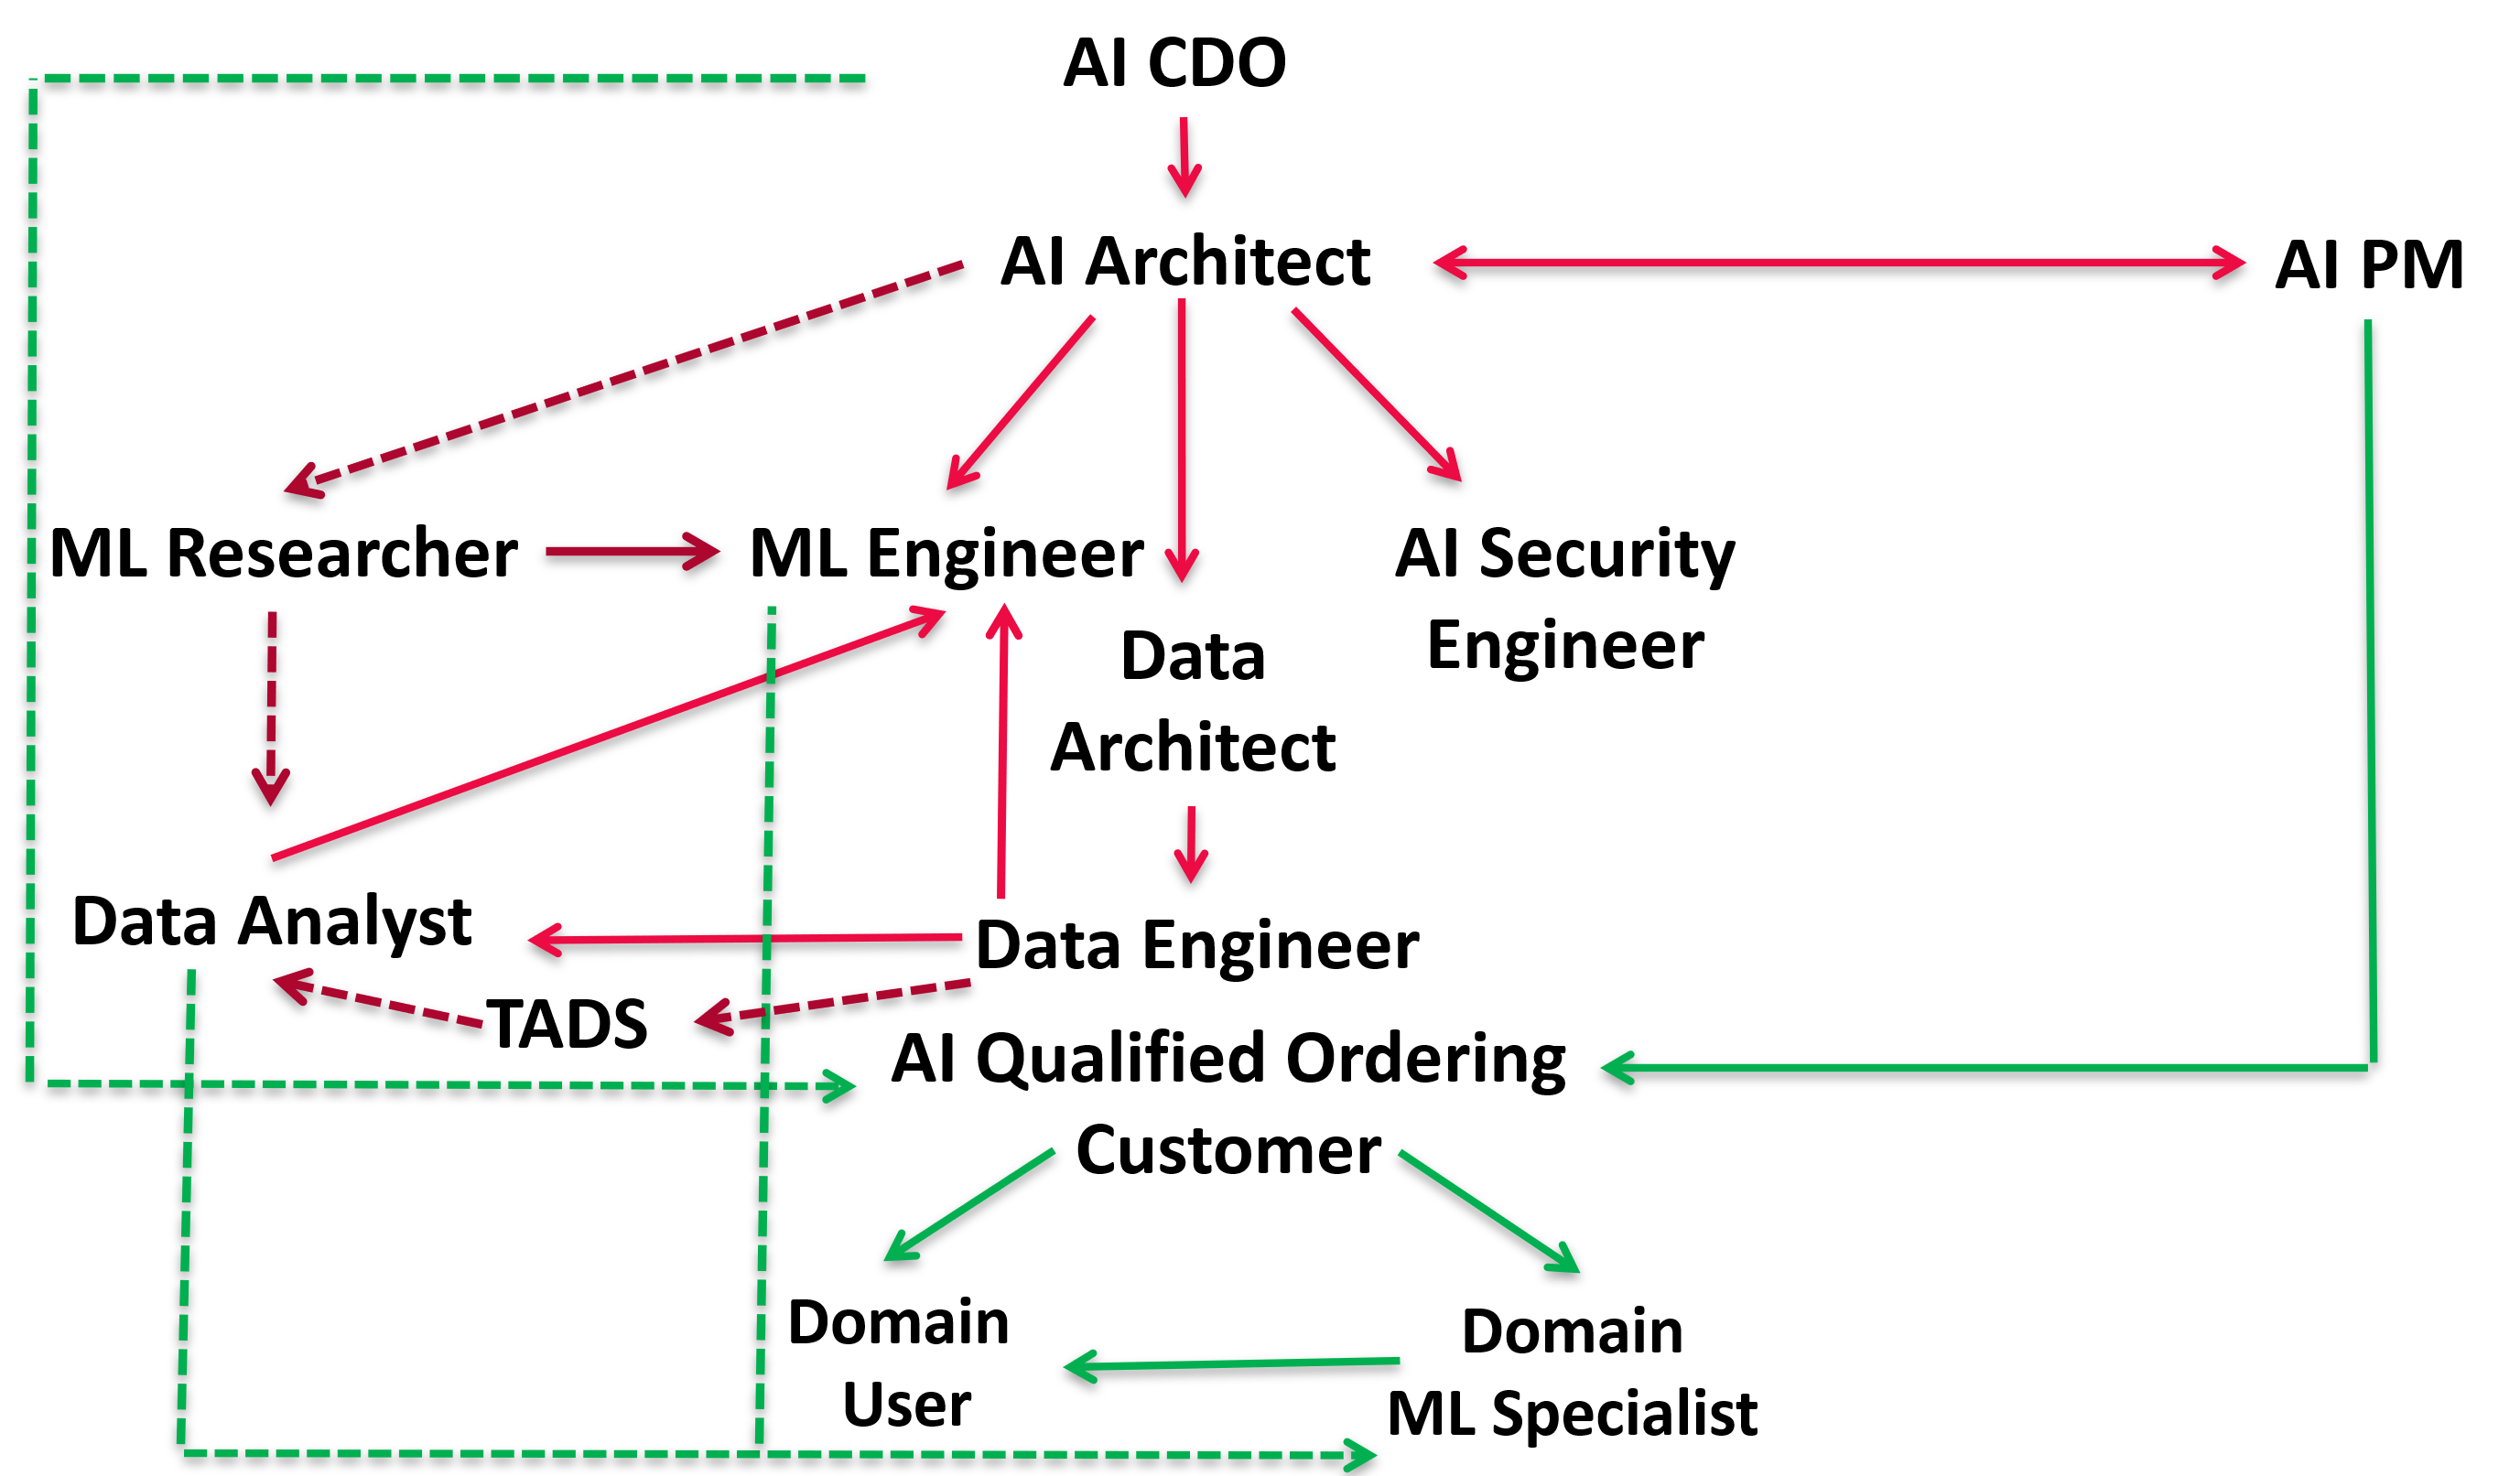 AI CDO
AI Architect
AI PM
ML Researcher
ML Engineer
AI Security
Engineer
Data
Architect
Data Analyst
Data Engineer
TADS
AI Qualified Ordering
Customer
Domain
User
Domain
ML Specialist